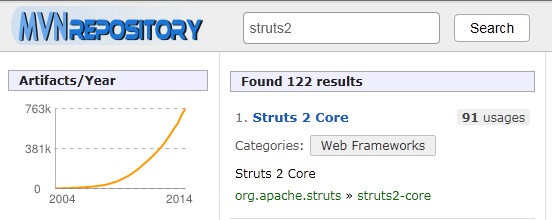 MVNREPOSITORY
struts2
Search
Artifacts/Year
763k
381k
0
2004
2014
Found 122 results
1. Struts 2 Core
91 usages
Categories: Web Frameworks
Struts 2 Core
org.apache.struts » struts2-core